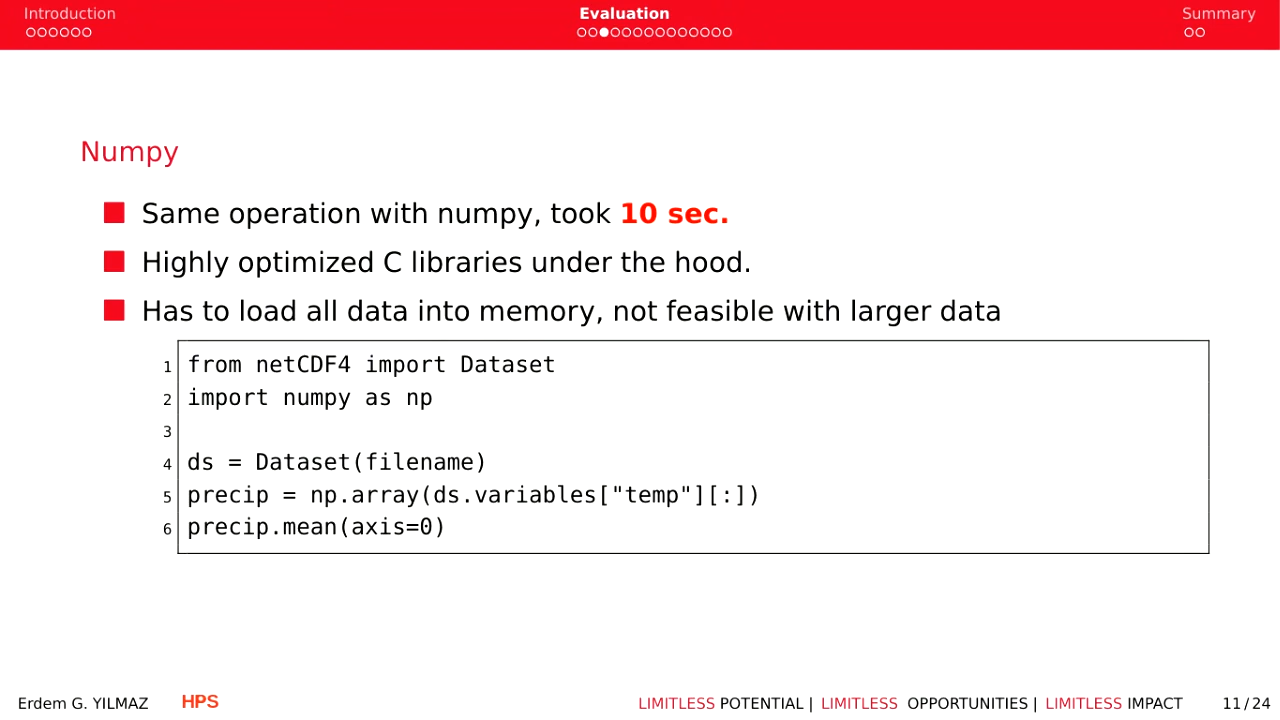 Introduction
Evaluation
Summary
Numpy
Same operation with numpy, took 10 sec.
Highly optimized C libraries under the hood.
Has to load all data into memory, not feasible with larger data
1 from netCDF4 import Dataset
2 import numpy as np
3
4 ds = Dataset(filename)
5 precip = np.array(ds.variables["temp"][:])
6 precip.mean(axis=0)
Erdem G. YILMAZ HPS LIMITLESS POTENTIAL | LIMITLESS OPPORTUNITIES | LIMITLESS IMPACT 11/24